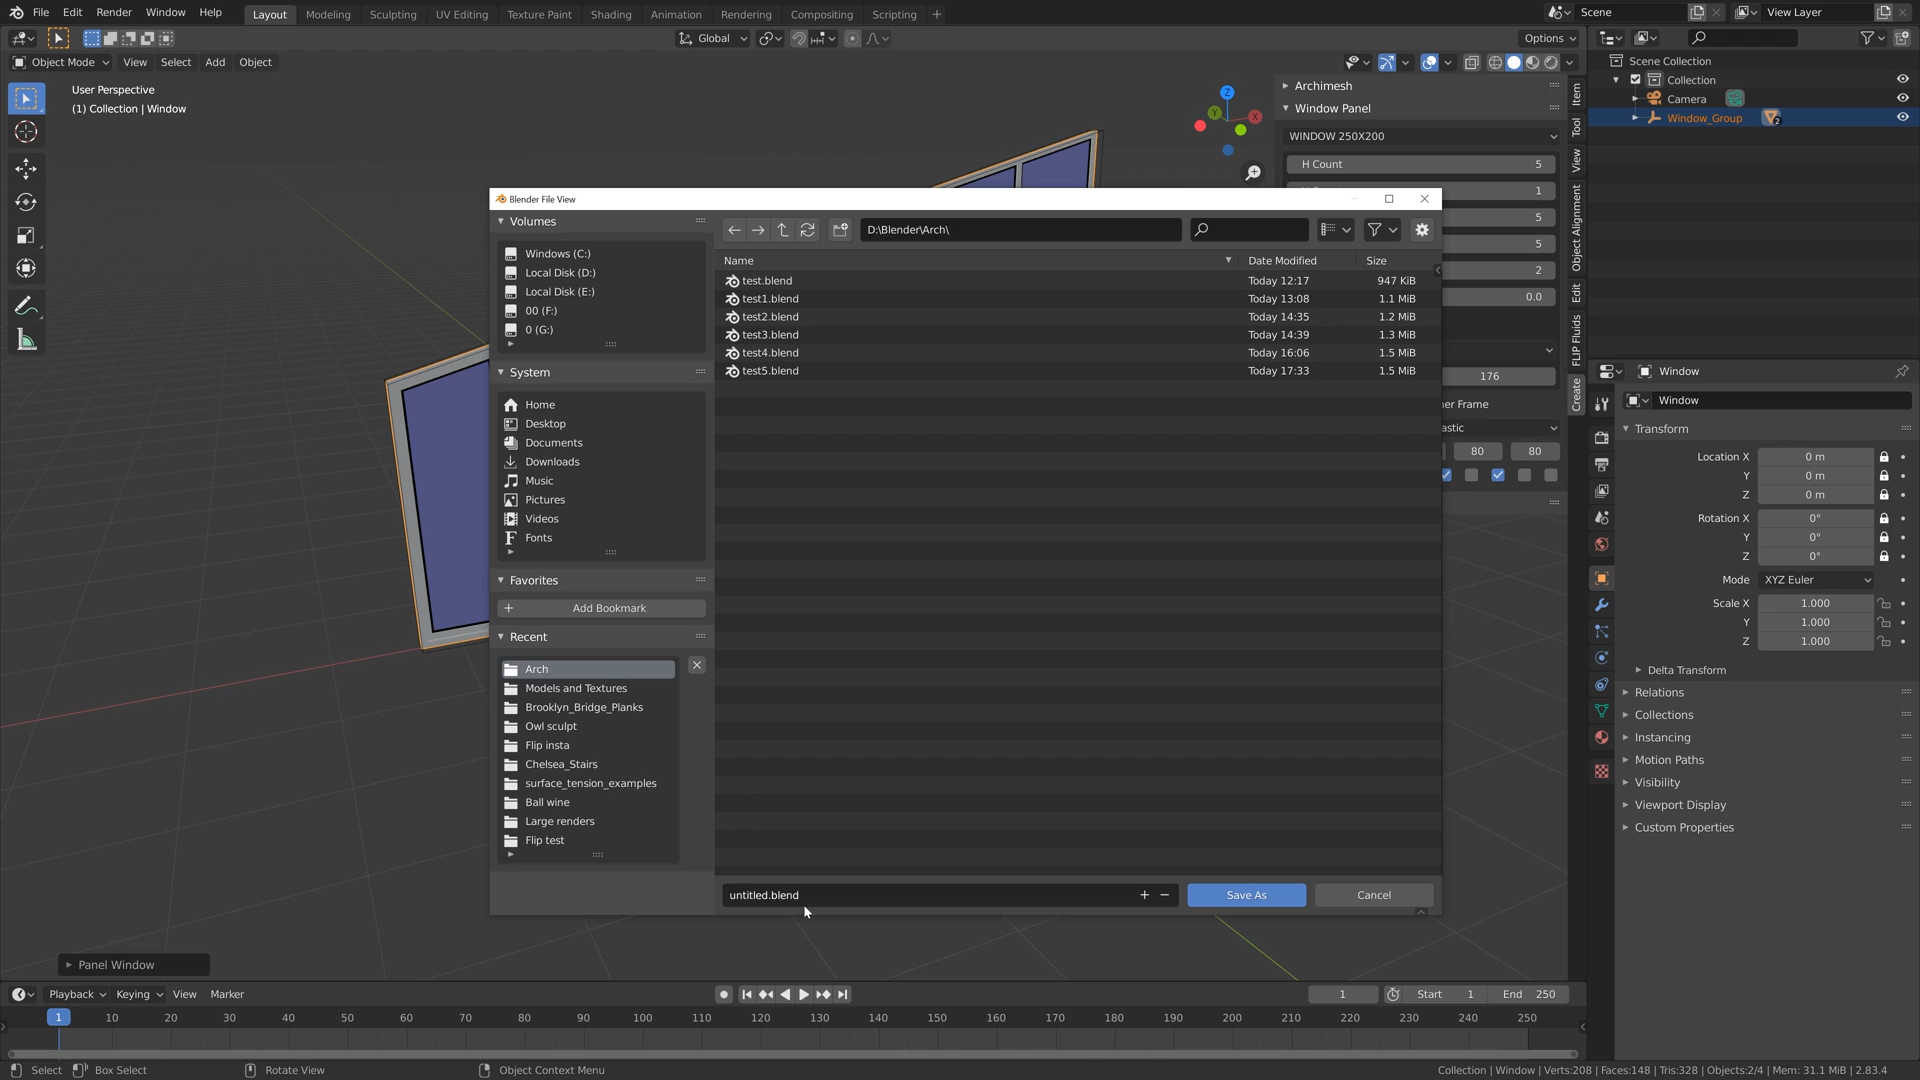 File Edit Render Window Help Layout Modeling Sculpting UV Editing Texture Paint Shading Animation Rendering Compositing Scripting + Scene View Layer
Global Options
Object Mode View Select Add Object
User Perspective
(1) Collection | Window
Z
Y
X
Archimesh
Window Panel
WINDOW 250X200
H Count 5
1
5
5
2
0.0
176
er Frame
astic
80 80
Item
Tool
View
Object Alignment
Edit
FLIP Fluids
Create
Scene Collection
Collection
Camera
Window_Group 2
Blender File View
Volumes
Windows (C:)
Local Disk (D:)
Local Disk (E:)
00 (F:)
0 (G:)
System
Home
Desktop
Documents
Downloads
Music
Pictures
Videos
Fonts
Favorites
+ Add Bookmark
Recent
Arch
Models and Textures
Brooklyn_Bridge_Planks
Owl sculpt
Flip insta
Chelsea_Stairs
surface_tension_examples
Ball wine
Large renders
Flip test
D:\Blender\Arch\
Name Date Modified Size
test.blend Today 12:17 947 KiB
test1.blend Today 13:08 1.1 MiB
test2.blend Today 14:35 1.2 MiB
test3.blend Today 14:39 1.3 MiB
test4.blend Today 16:06 1.5 MiB
test5.blend Today 17:33 1.5 MiB
untitled.blend + − Save As Cancel
Window
Window
Transform
Location X 0 m
Y 0 m
Z 0 m
Rotation X 0°
Y 0°
Z 0°
Mode XYZ Euler
Scale X 1.000
Y 1.000
Z 1.000
Delta Transform
Relations
Collections
Instancing
Motion Paths
Visibility
Viewport Display
Custom Properties
Panel Window
Playback Keying View Marker 1 Start 1 End 250
1 10 20 30 40 50 60 70 80 90 100 110 120 130 140 150 160 170 180 190 200 210 220 230 240 250
Select Box Select Rotate View Object Context Menu Collection | Window | Verts:208 | Faces:148 | Tris:328 | Objects:2/4 | Mem: 31.1 MiB | 2.83.4